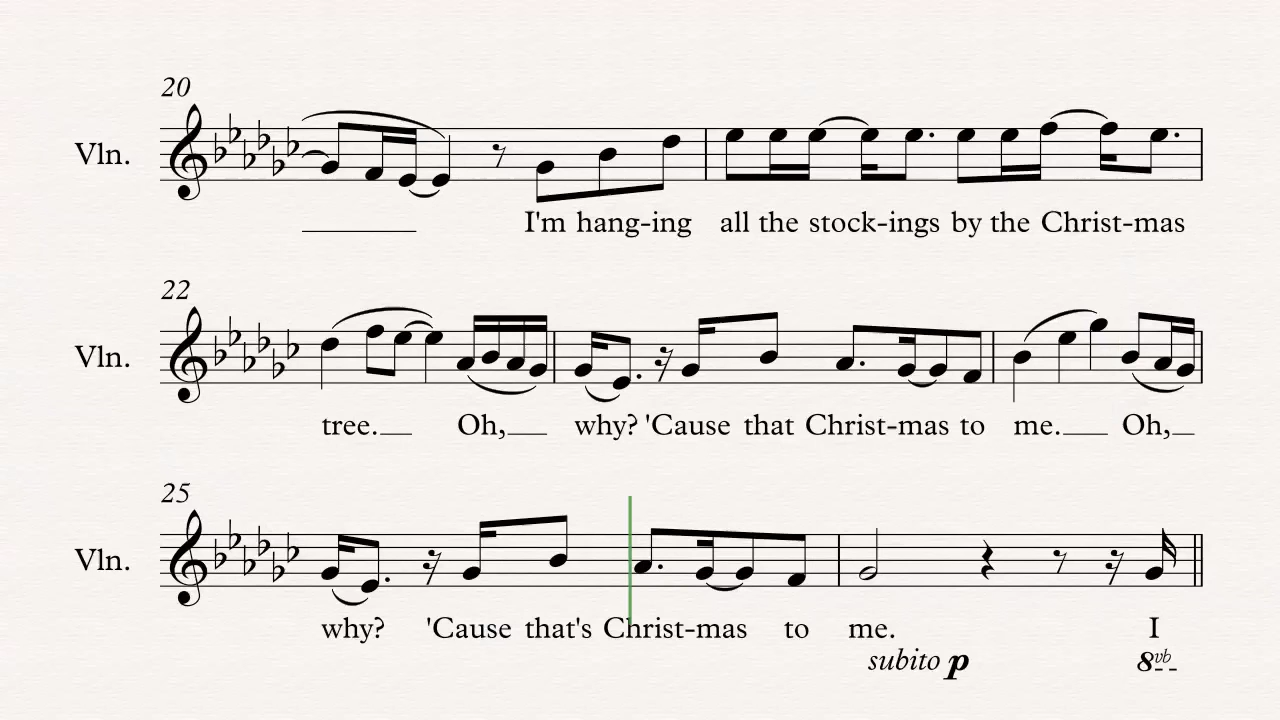 20
Vln.
I'm hang-ing all the stock-ings by the Christ-mas
22
Vln.
tree. Oh, why? 'Cause that Christ-mas to me. Oh,
25
Vln.
why? 'Cause that's Christ-mas to me. I
subito p 8vb